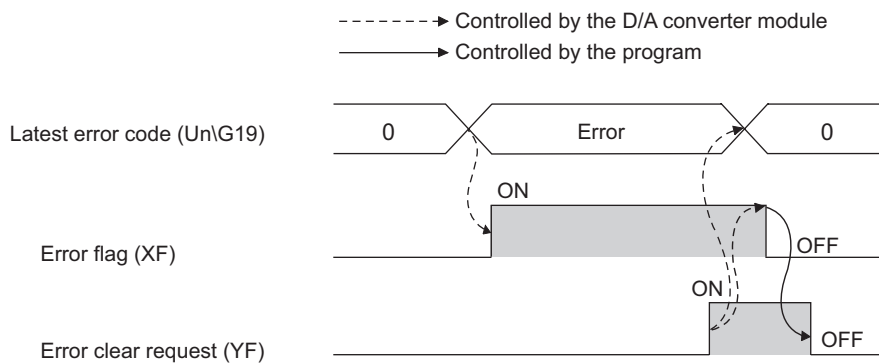 Controlled by the D/A converter module
Controlled by the program
Latest error code (Un\G19)
0
Error
0
ON
Error flag (XF)
OFF
ON
Error clear request (YF)
OFF